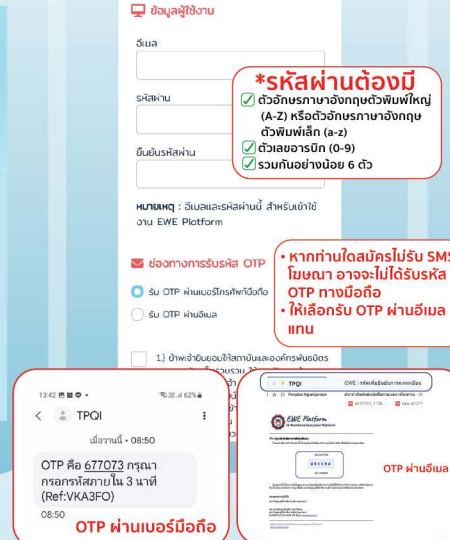 ข้อมูลผู้ใช้งาน
อีเมล
รหัสผ่าน
ยืนยันรหัสผ่าน
*รหัสผ่านต้องมี
ตัวอักษรภาษาอังกฤษตัวพิมพ์ใหญ่
(A-Z) หรือตัวอักษรภาษาอังกฤษ
ตัวพิมพ์เล็ก (a-z)
ตัวเลขอารบิก (0-9)
รวมกันอย่างน้อย 6 ตัว
หมายเหตุ : อีเมลและรหัสผ่านนี้ สำหรับเข้าใช้
งาน EWE Platform
ช่องทางการรับรหัส OTP
รับ OTP ผ่านเบอร์โทรศัพท์มือถือ
รับ OTP ผ่านอีเมล
• หากท่านใดสมัครไม่รับ SMS
โฆษณา อาจจะไม่ได้รับรหัส
OTP ทางมือถือ
• ให้เลือกรับ OTP ผ่านอีเมล
แทน
1.) ข้าพเจ้ายินยอมให้สถาบันและองค์กรพันธมิตร
13:42
62%
TPQI
เมื่อวานนี้ • 08:50
OTP คือ 677073 กรุณา
กรอกรหัสภายใน 3 นาที
(Ref:VKA3FO)
08:50
OTP ผ่านเบอร์มือถือ
TPQI
EWE Platform
OTP ผ่านอีเมล